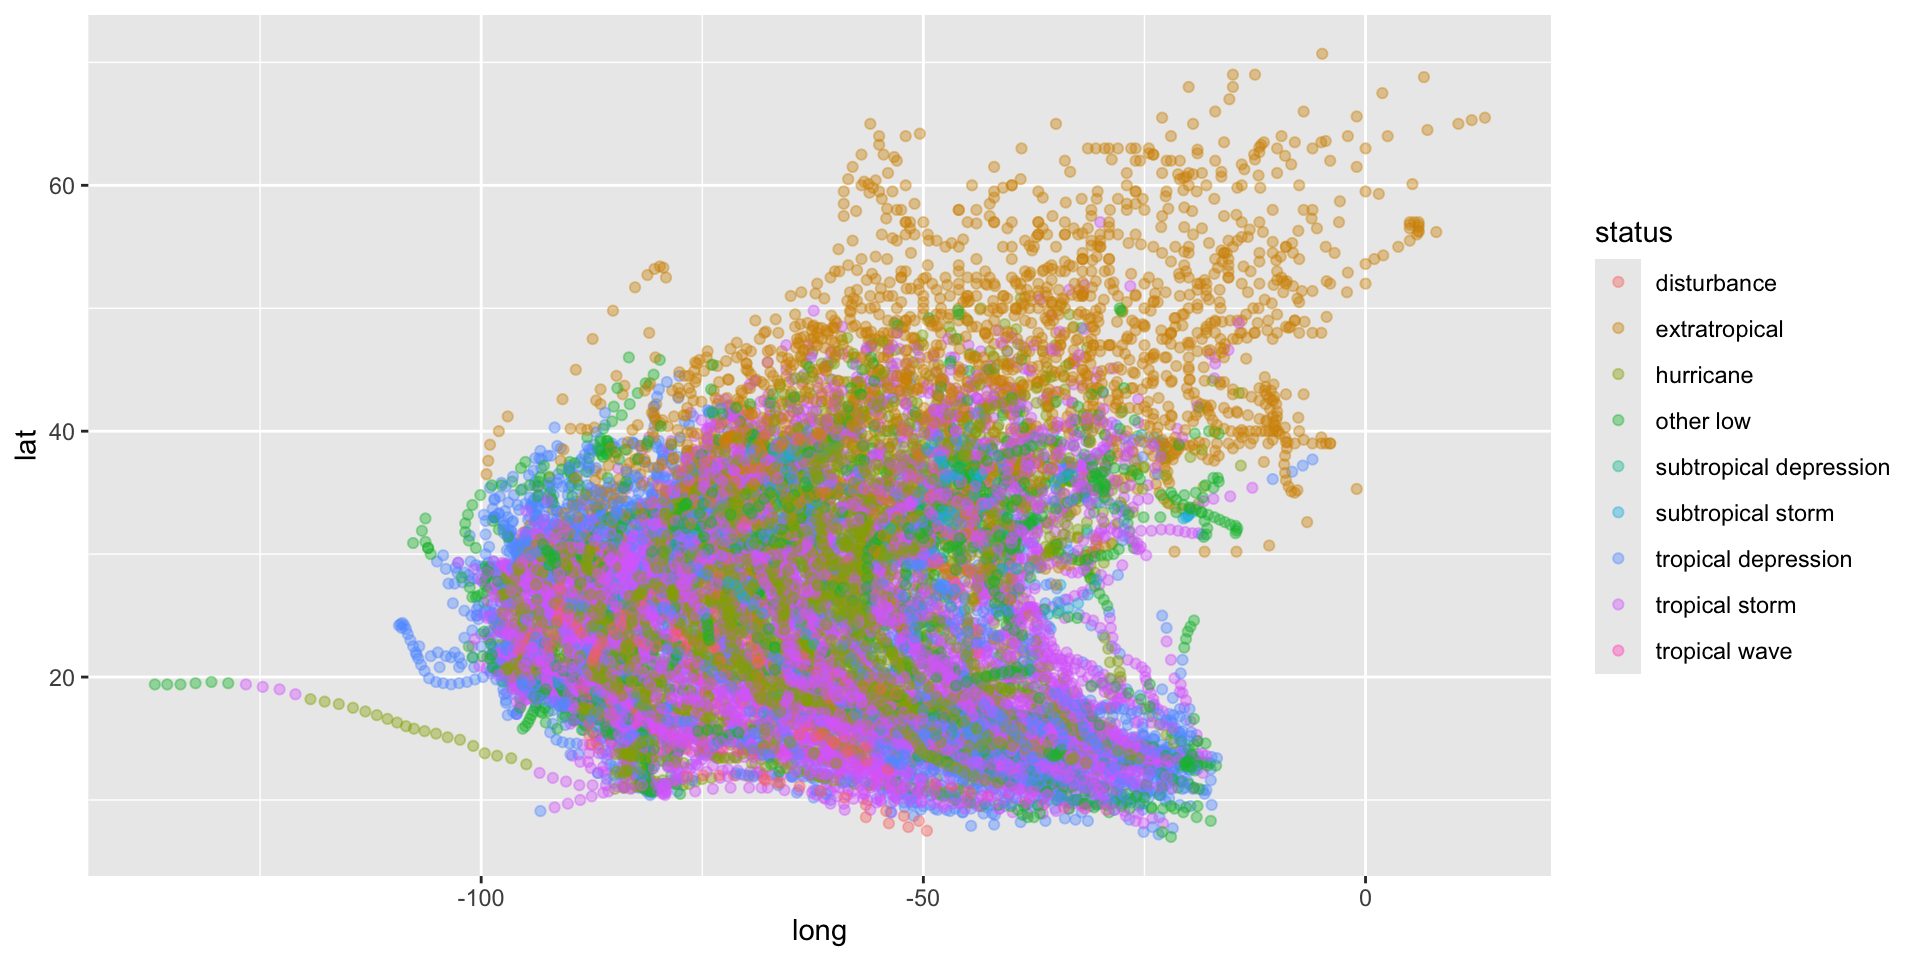 60
40
20
lat
-100
-50
0
long
status
disturbance
extratropical
hurricane
other low
subtropical depression
subtropical storm
tropical depression
tropical storm
tropical wave